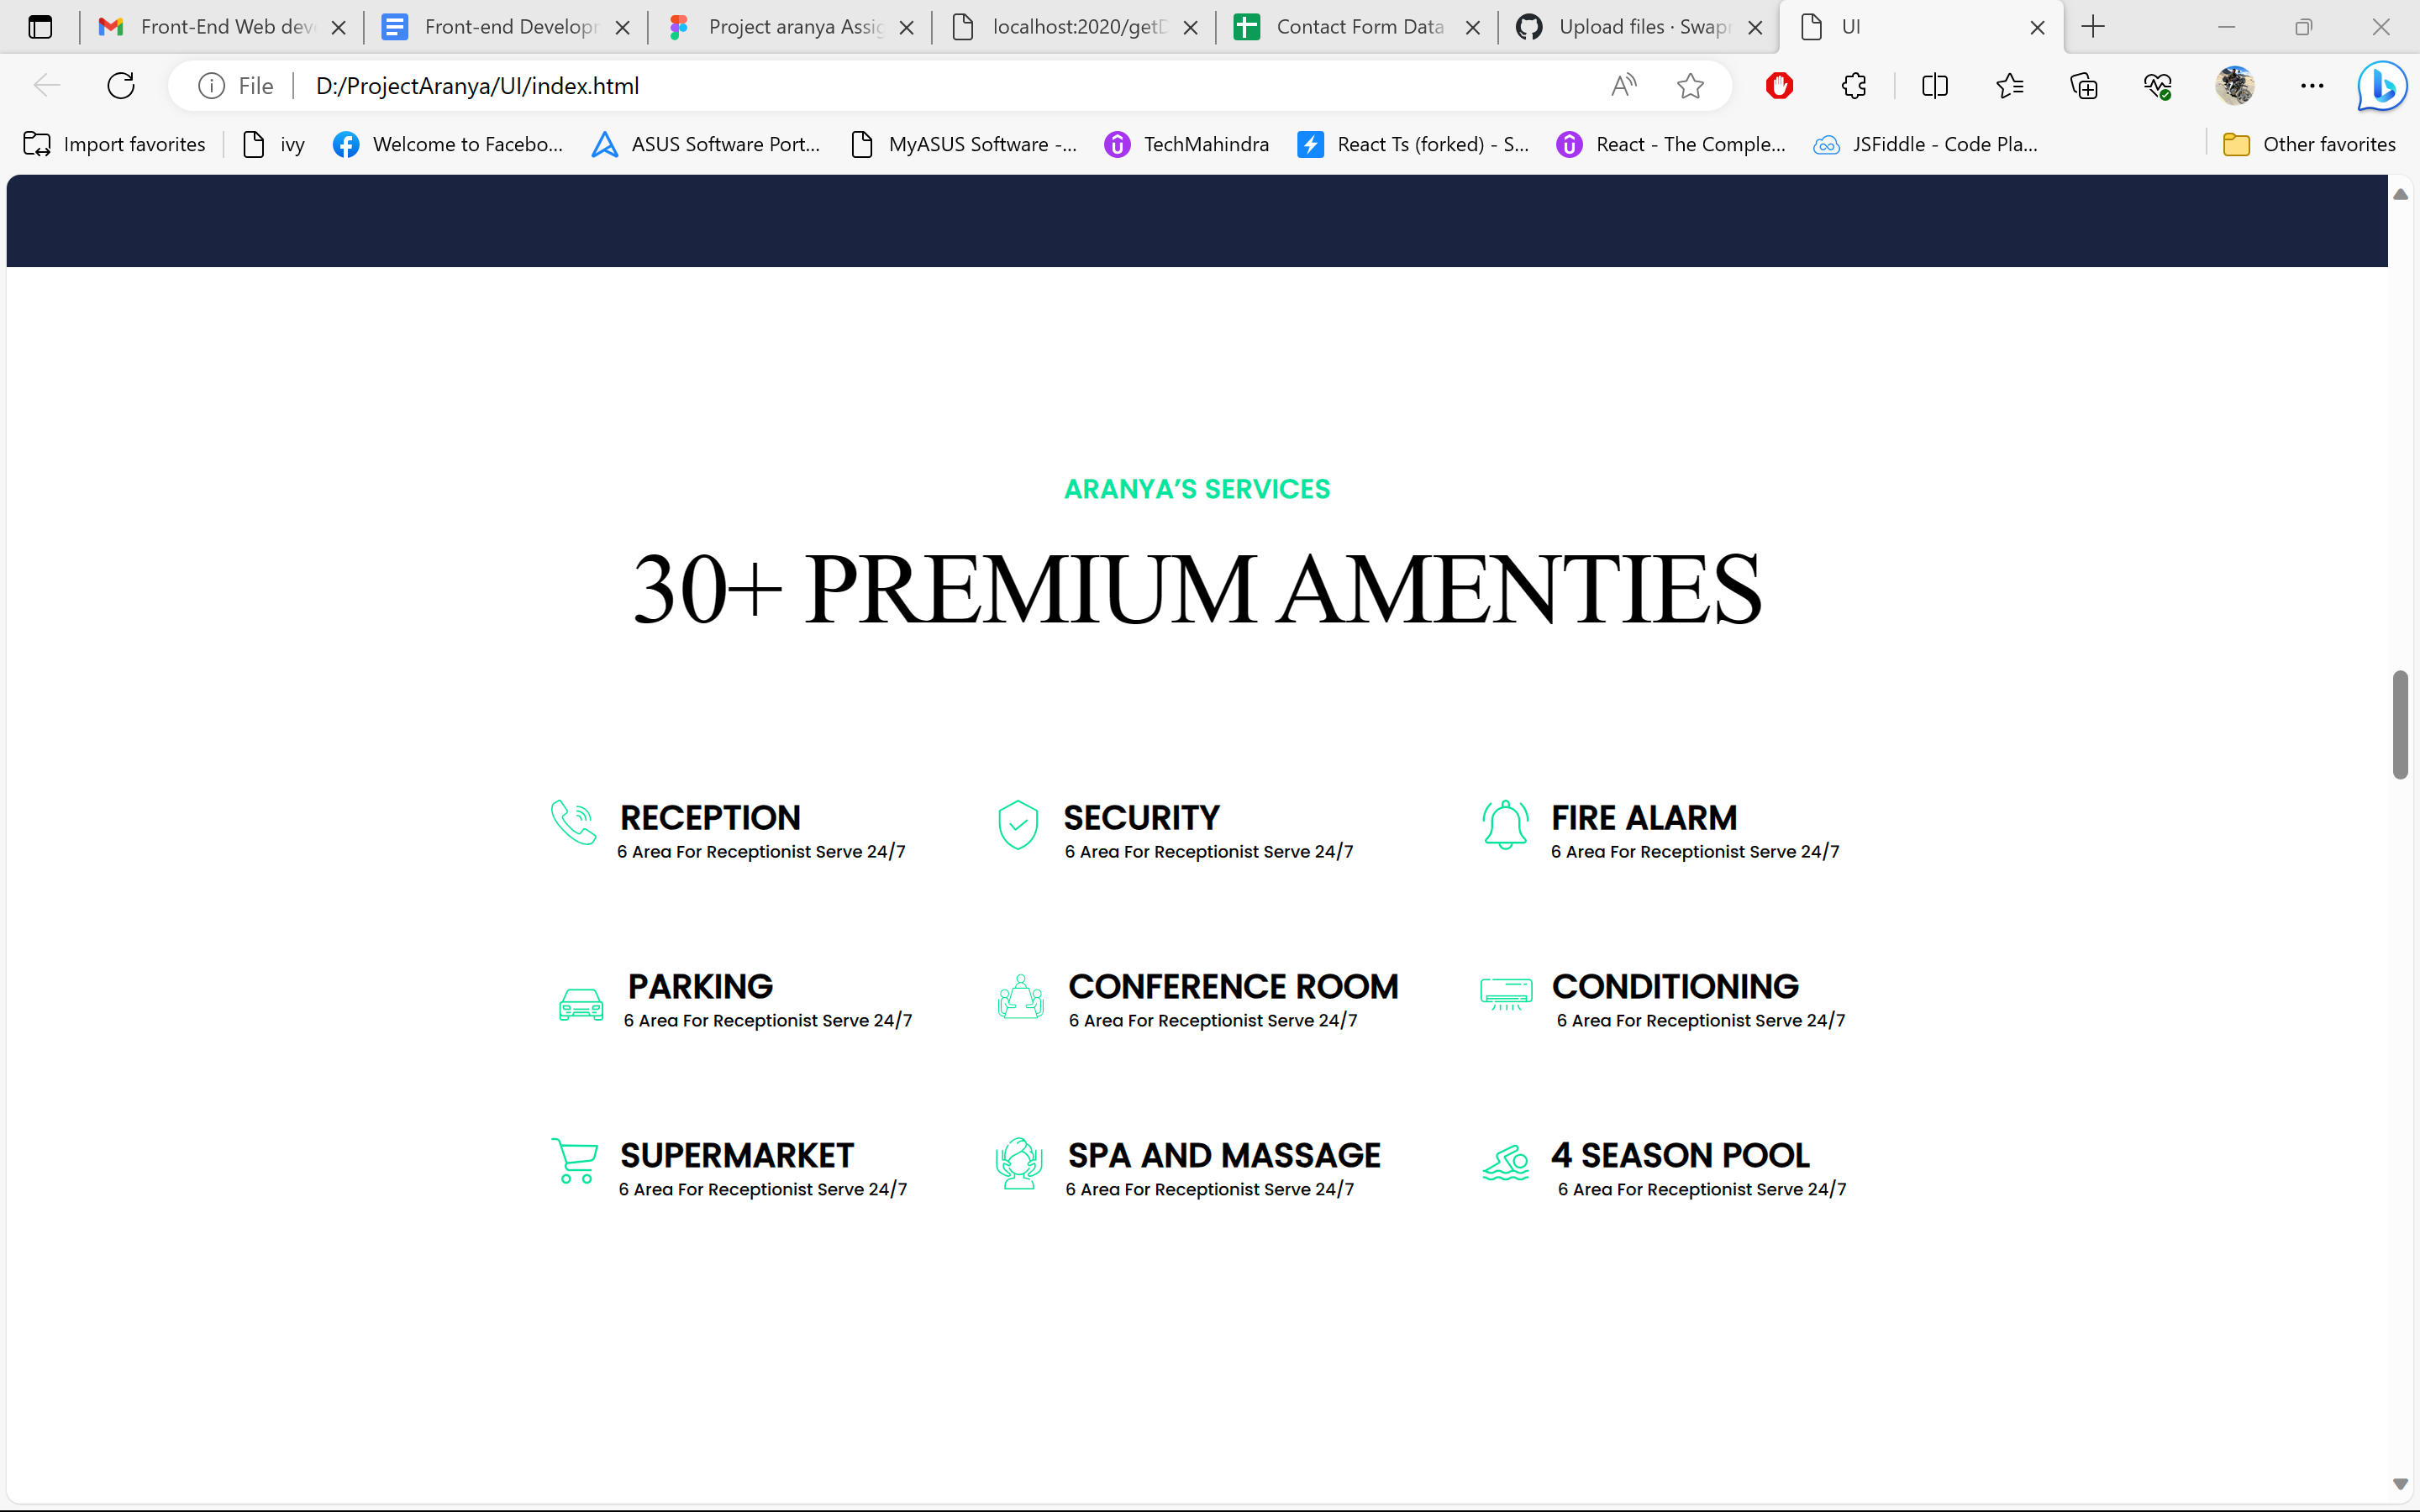 Front-End Web dev
Front-end Developr
Project aranya Assig
localhost:2020/getD
Contact Form Data
Upload files · Swapn
UI
File
D:/ProjectAranya/UI/index.html
Import favorites
ivy
Welcome to Facebo...
ASUS Software Port...
MyASUS Software -...
TechMahindra
React Ts (forked) - S...
React - The Comple...
JSFiddle - Code Pla...
Other favorites
ARANYA’S SERVICES
30+ PREMIUM AMENTIES
RECEPTION
6 Area For Receptionist Serve 24/7
SECURITY
6 Area For Receptionist Serve 24/7
FIRE ALARM
6 Area For Receptionist Serve 24/7
PARKING
6 Area For Receptionist Serve 24/7
CONFERENCE ROOM
6 Area For Receptionist Serve 24/7
CONDITIONING
6 Area For Receptionist Serve 24/7
SUPERMARKET
6 Area For Receptionist Serve 24/7
SPA AND MASSAGE
6 Area For Receptionist Serve 24/7
4 SEASON POOL
6 Area For Receptionist Serve 24/7